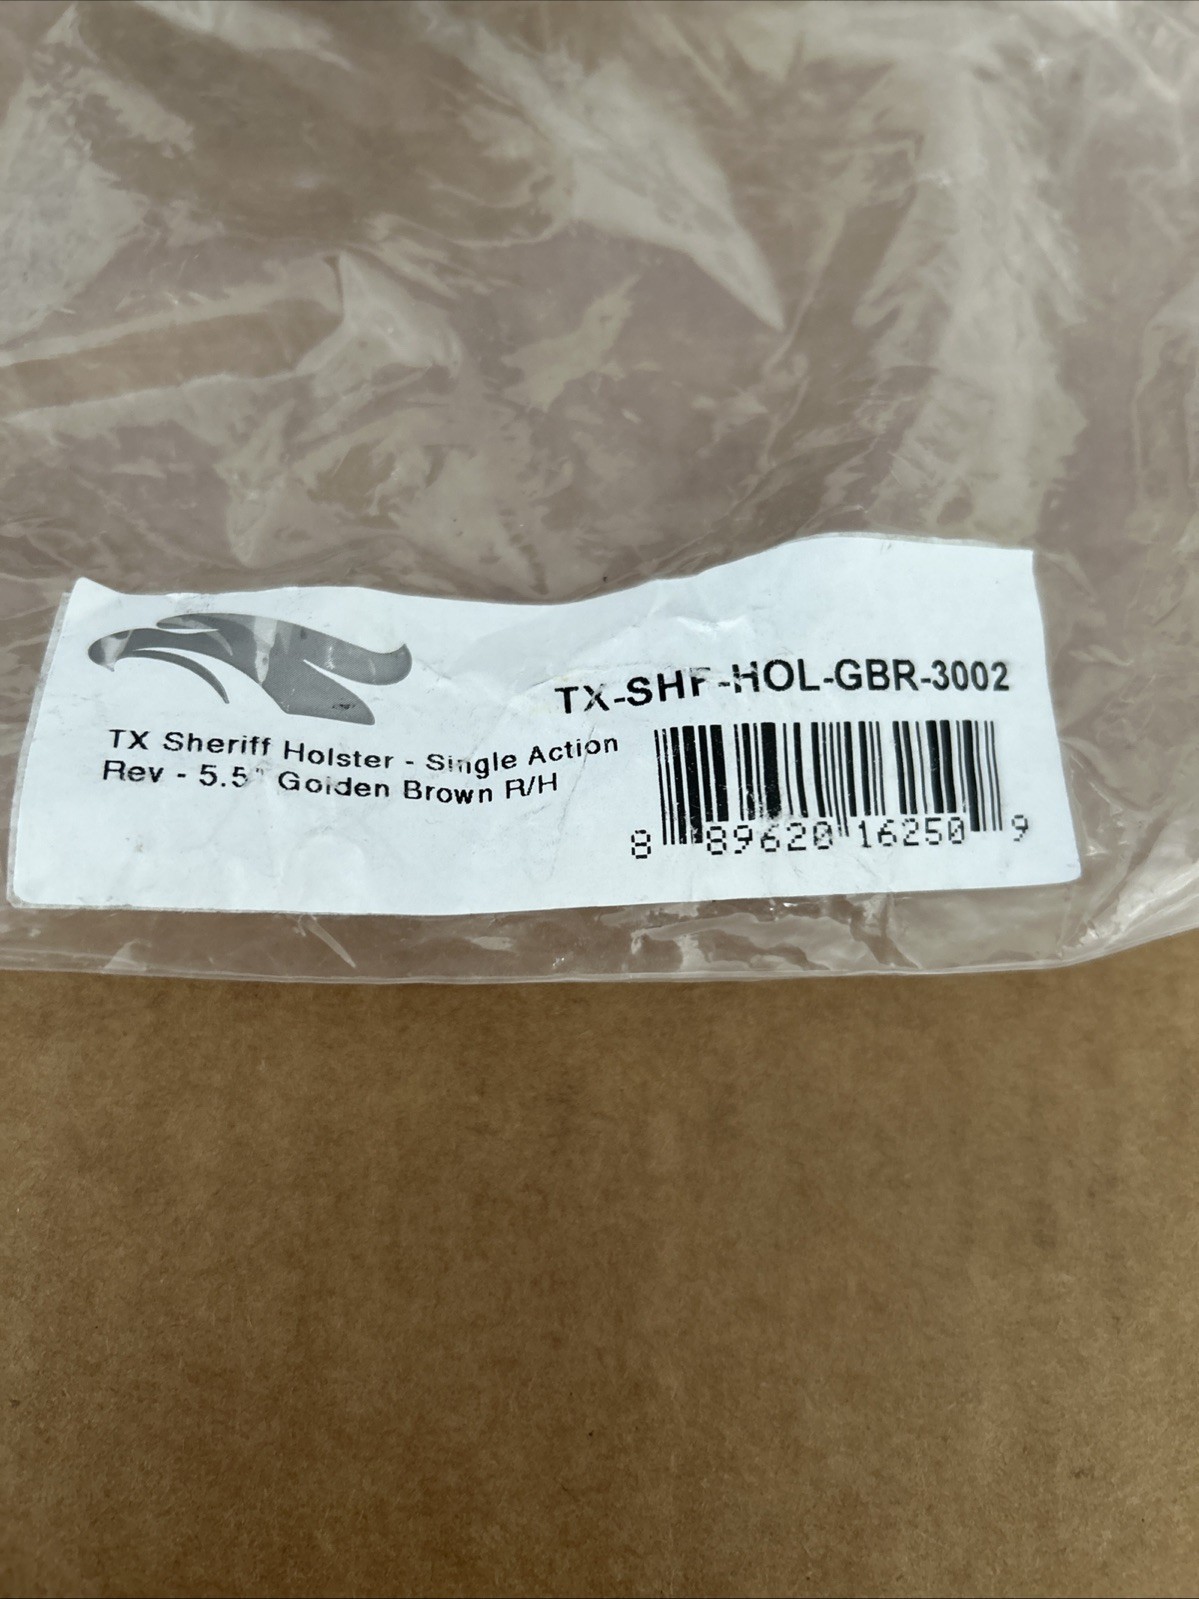 TX-SHF-HOL-GBR-3002
TX Sheriff Holster - Single Action
Rev - 5.5" Golden Brown R/H
8 89620 16250 9